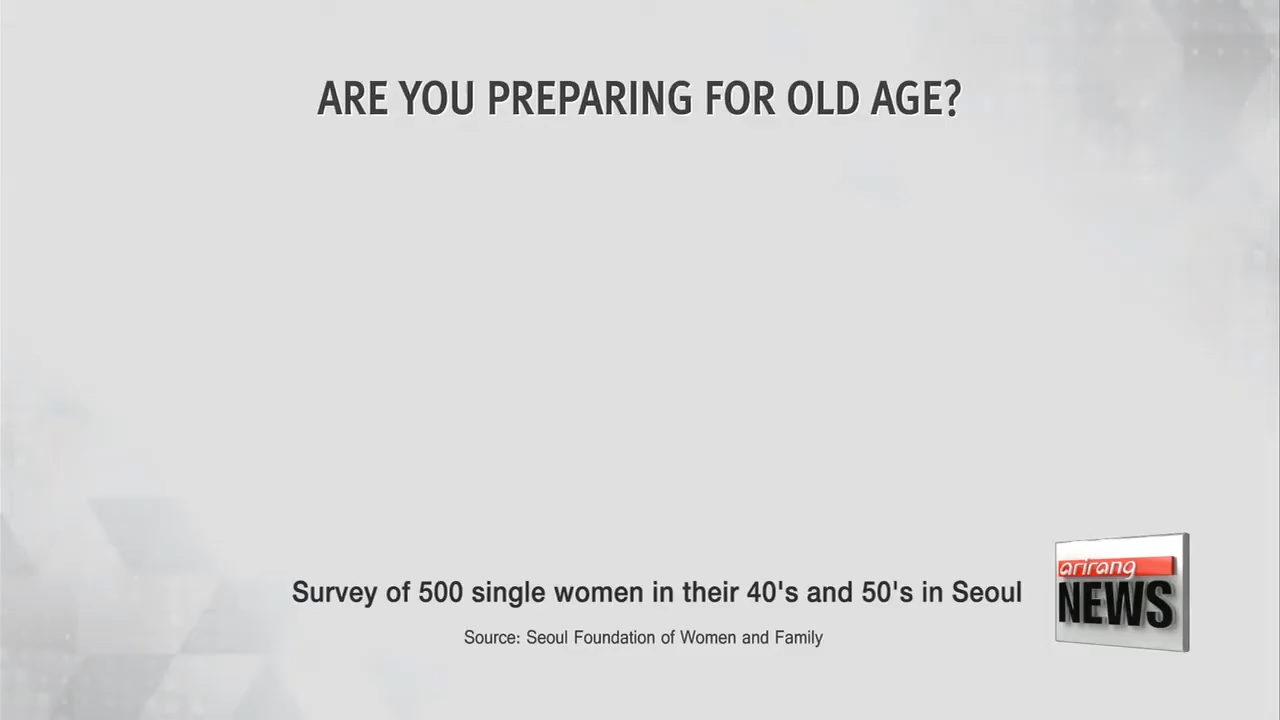 ARE YOU PREPARING FOR OLD AGE?
Survey of 500 single women in their 40's and 50's in Seoul
Source: Seoul Foundation of Women and Family
arirang
NEWS